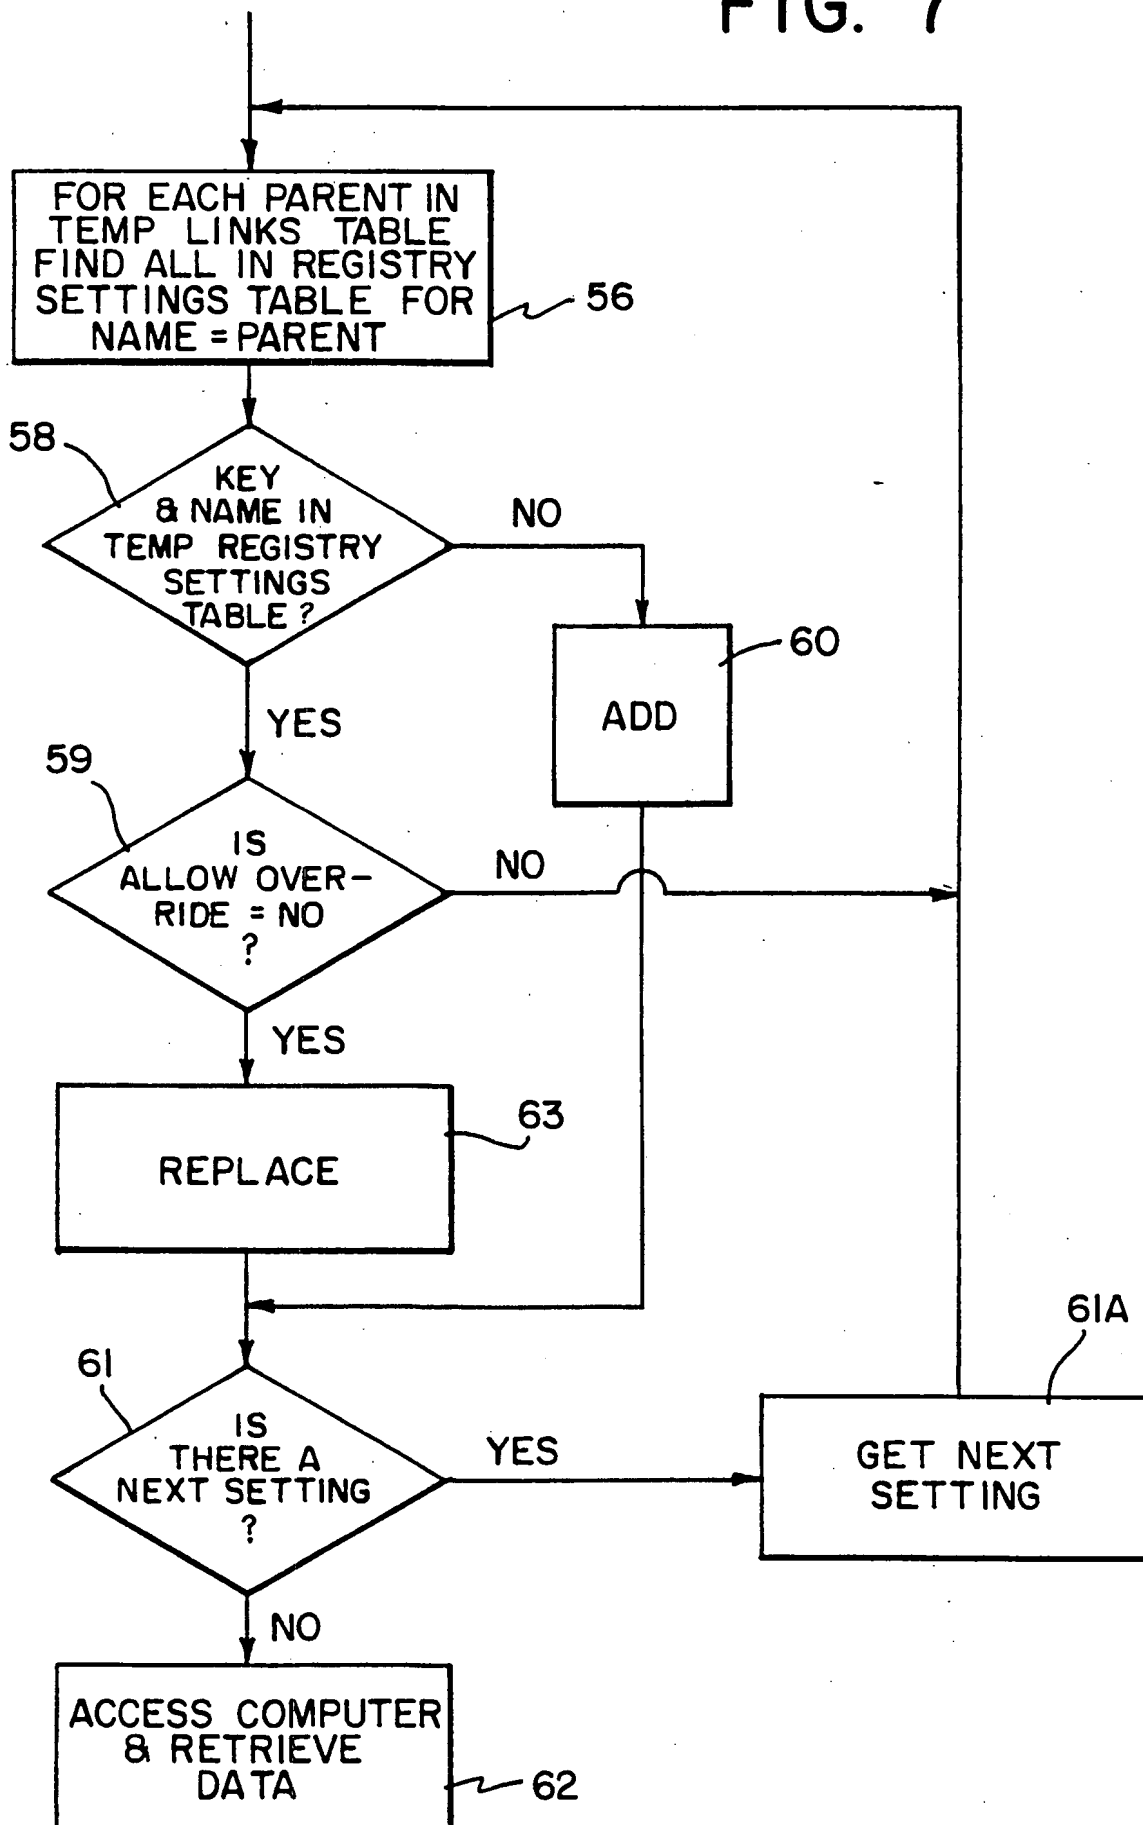 FIG. 7
FOR EACH PARENT IN
TEMP LINKS TABLE
FIND ALL IN REGISTRY
SETTINGS TABLE FOR
NAME = PARENT
56
58
KEY
& NAME IN
TEMP REGISTRY
SETTINGS
TABLE ?
NO
60
ADD
YES
59
IS
ALLOW OVER-
RIDE = NO
?
NO
YES
63
REPLACE
61A
61
IS
THERE A
NEXT SETTING
?
YES
GET NEXT
SETTING
NO
ACCESS COMPUTER
& RETRIEVE
DATA
62